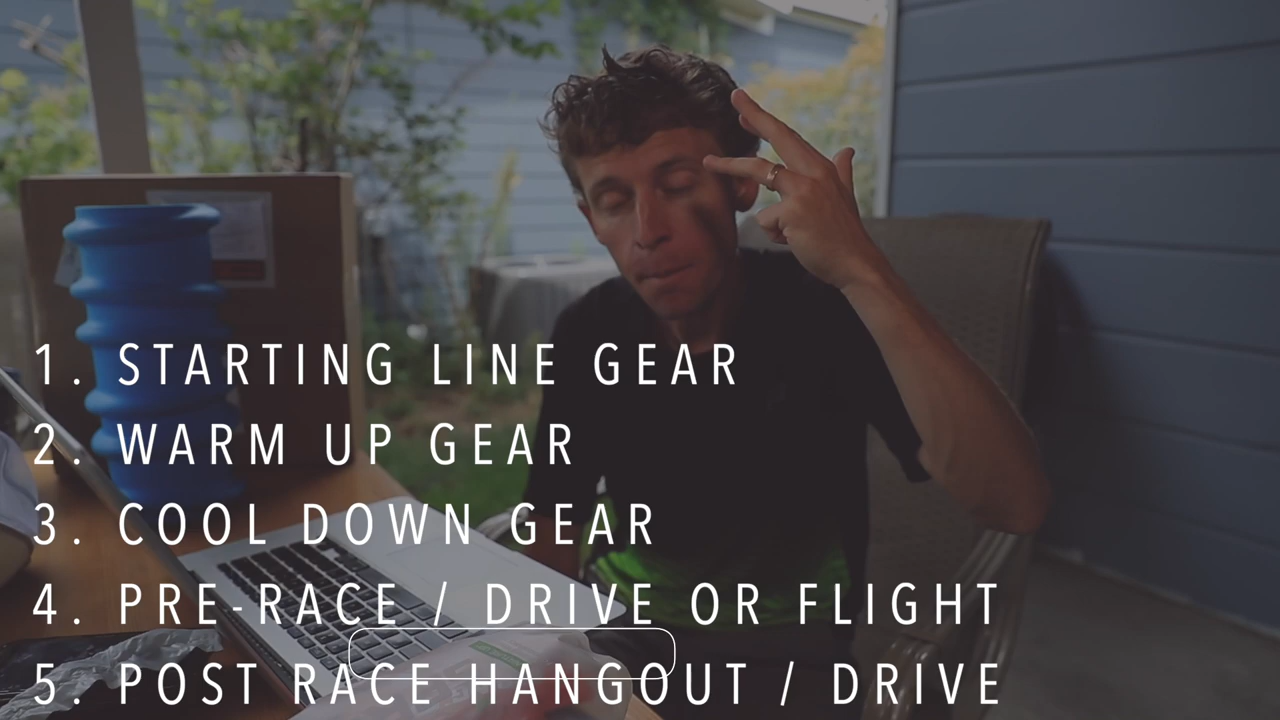 1. STARTING LINE GEAR
2. WARM UP GEAR
3. COOL DOWN GEAR
4. PRE-RACE / DRIVE OR FLIGHT
5. POST RACE HANGOUT / DRIVE